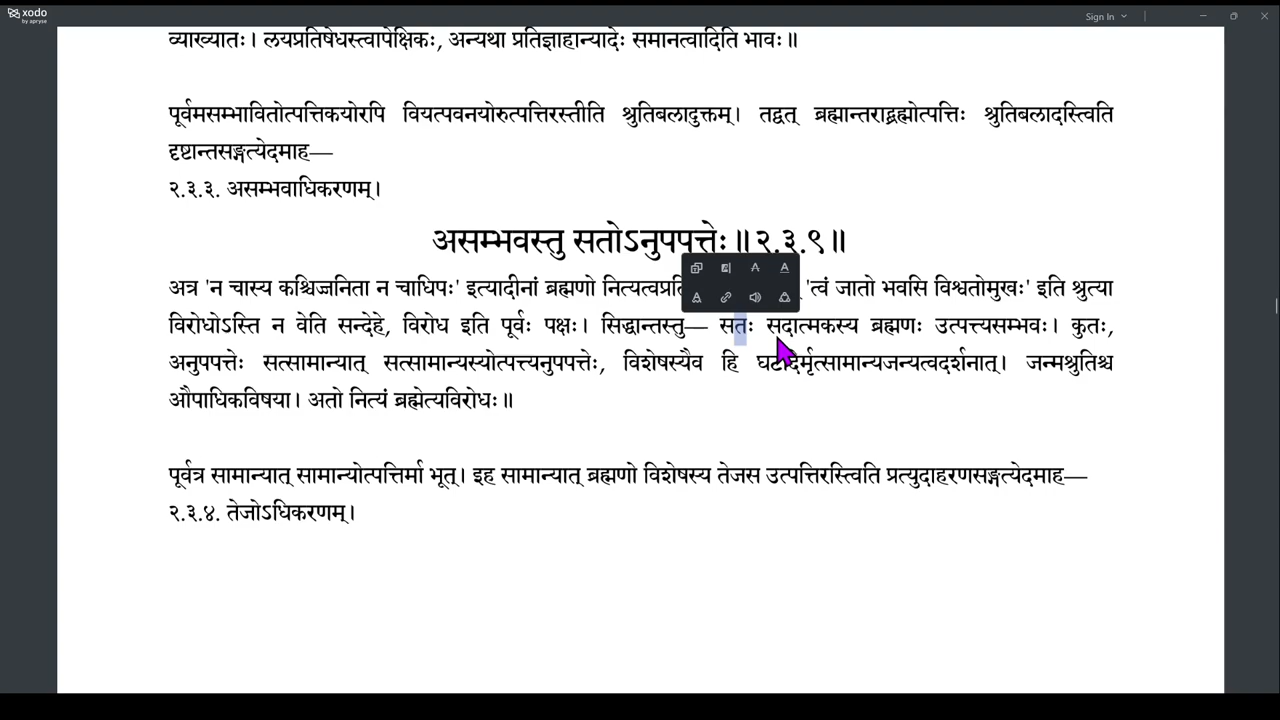 xodo
by apryse
Sign In
व्याख्यातः। लयप्रतिषेधस्त्वापेक्षिकः, अन्यथा प्रतिज्ञाहान्यादेः समानत्वादिति भावः॥
पूर्वमसम्भावितोत्पत्तिकयोरपि वियत्पवनयोरुत्पत्तिरस्तीति श्रुतिबलादुक्तम्। तद्वत् ब्रह्मान्तराद्ब्रह्मोत्पत्तिः श्रुतिबलादस्त्विति
दृष्टान्तसङ्गत्येदमाह—
२.३.३. असम्भवाधिकरणम्।
असम्भवस्तु सतोऽनुपपत्तेः॥२.३.९॥
अत्र 'न चास्य कश्चिज्जनिता न चाधिपः' इत्यादीनां ब्रह्मणो 'त्वं जातो भवसि विश्वतोमुखः' इति श्रुत्या
विरोधोऽस्ति न वेति सन्देहे, विरोध इति पूर्वः पक्षः। सिद्धान्तस्तु— सतः सदात्मकस्य ब्रह्मणः उत्पत्त्यसम्भवः। कुतः,
अनुपपत्तेः सत्सामान्यात् सत्सामान्यस्योत्पत्त्यनुपपत्तेः, विशेषस्यैव हि घटादेर्मृत्सामान्यजन्यत्वदर्शनात्। जन्मश्रुतिश्च
औपाधिकविषया। अतो नित्यं ब्रह्मेत्यविरोधः॥
पूर्वत्र सामान्यात् सामान्योत्पत्तिर्मा भूत्। इह सामान्यात् ब्रह्मणो विशेषस्य तेजस उत्पत्तिरस्त्विति प्रत्युदाहरणसङ्गत्येदमाह—
२.३.४. तेजोऽधिकरणम्।